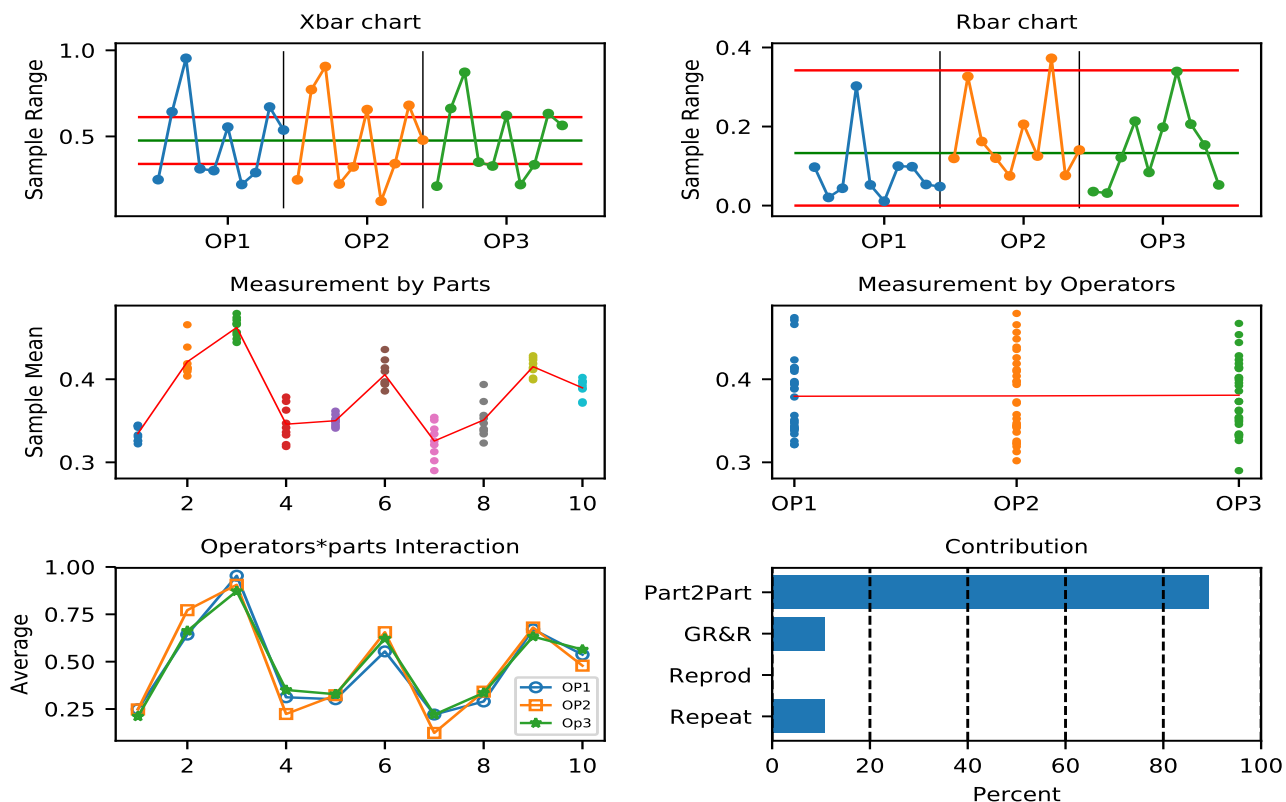 Xbar chart
Sample Range
1.0
0.5
OP1 OP2 OP3
Rbar chart
Sample Range
0.4
0.2
0.0
OP1 OP2 OP3
Measurement by Parts
Sample Mean
0.4
0.3
2 4 6 8 10
Measurement by Operators
0.4
0.3
OP1 OP2 OP3
Operators*parts Interaction
Average
1.00
0.75
0.50
0.25
OP1
OP2
Op3
2 4 6 8 10
Contribution
Part2Part
GR&R
Reprod
Repeat
0 20 40 60 80 100
Percent